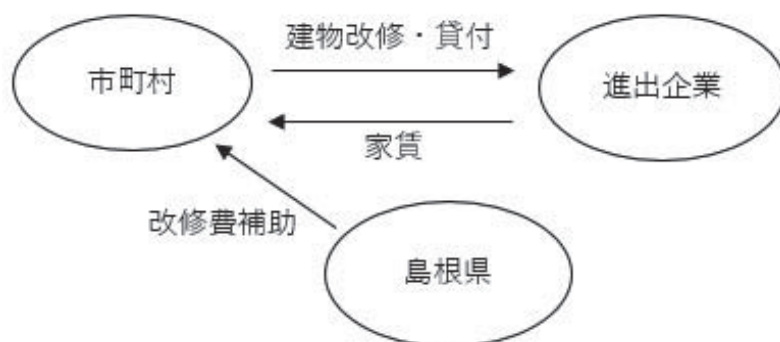 建物改修・貸付
市町村
進出企業
家賃
改修費補助
島根県